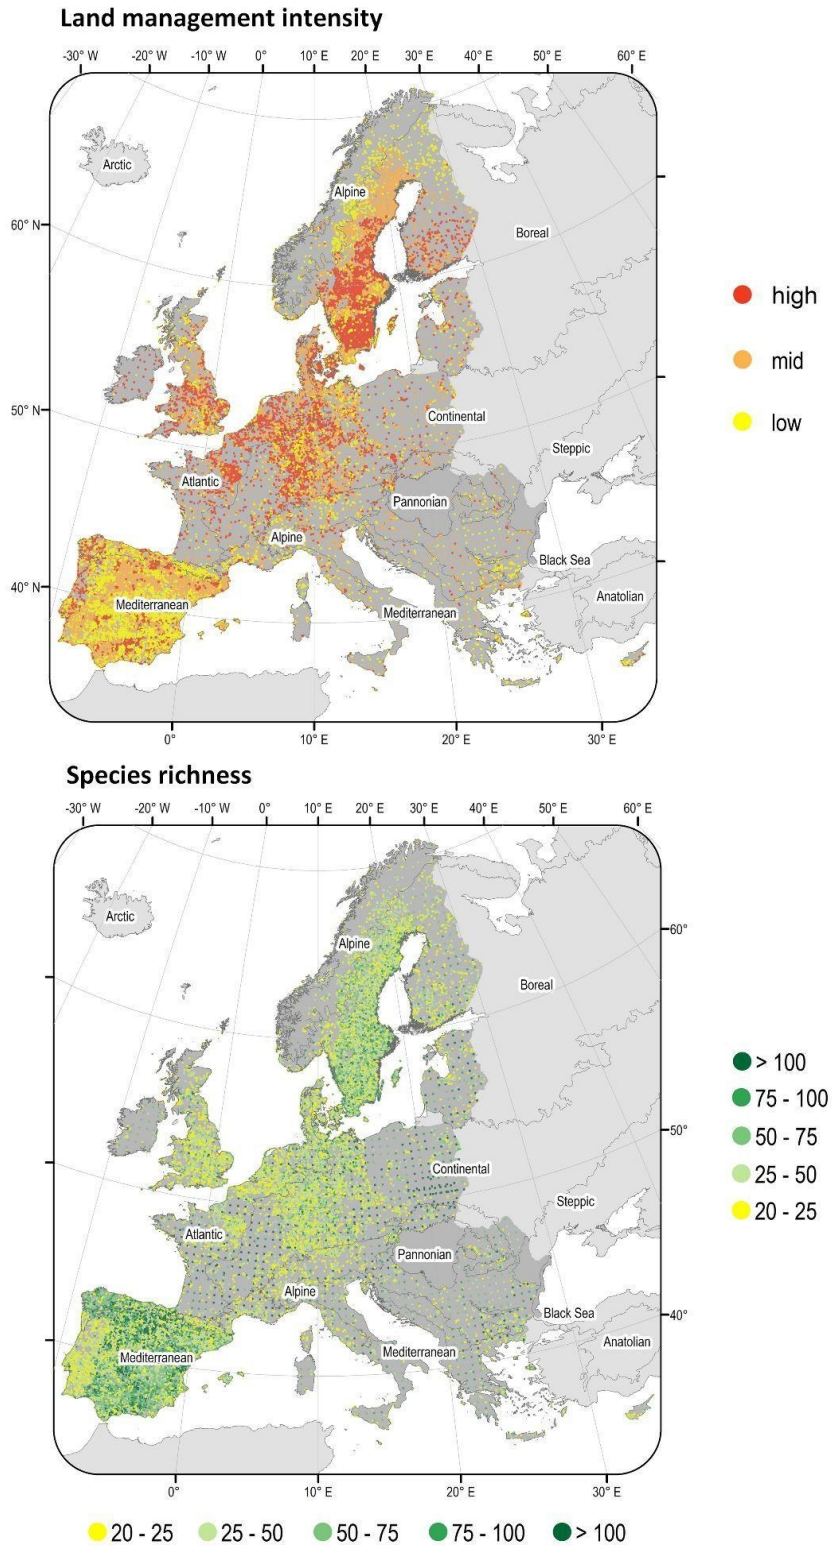 Land management intensity
-30° W -20° W -10° W 0° 10° E 20° E 30° E 40° E 50° E 60° E
Arctic
Alpine
60° N
Boreal
high
mid
50° N
Continental
low
Steppic
Atlantic
Pannonian
Alpine
Black Sea
40° N
Anatolian
Mediterranean
Mediterranean
0° 10° E 20° E 30° E
Species richness
-30° W -20° W -10° W 0° 10° E 20° E 30° E 40° E 50° E 60° E
Arctic
60°
Alpine
Boreal
> 100
75 - 100
50°
50 - 75
Continental
25 - 50
Steppic
20 - 25
Atlantic
Pannonian
Alpine
Black Sea
40°
Anatolian
Mediterranean
Mediterranean
0° 10° E 20° E 30° E
20 - 25 25 - 50 50 - 75 75 - 100 > 100